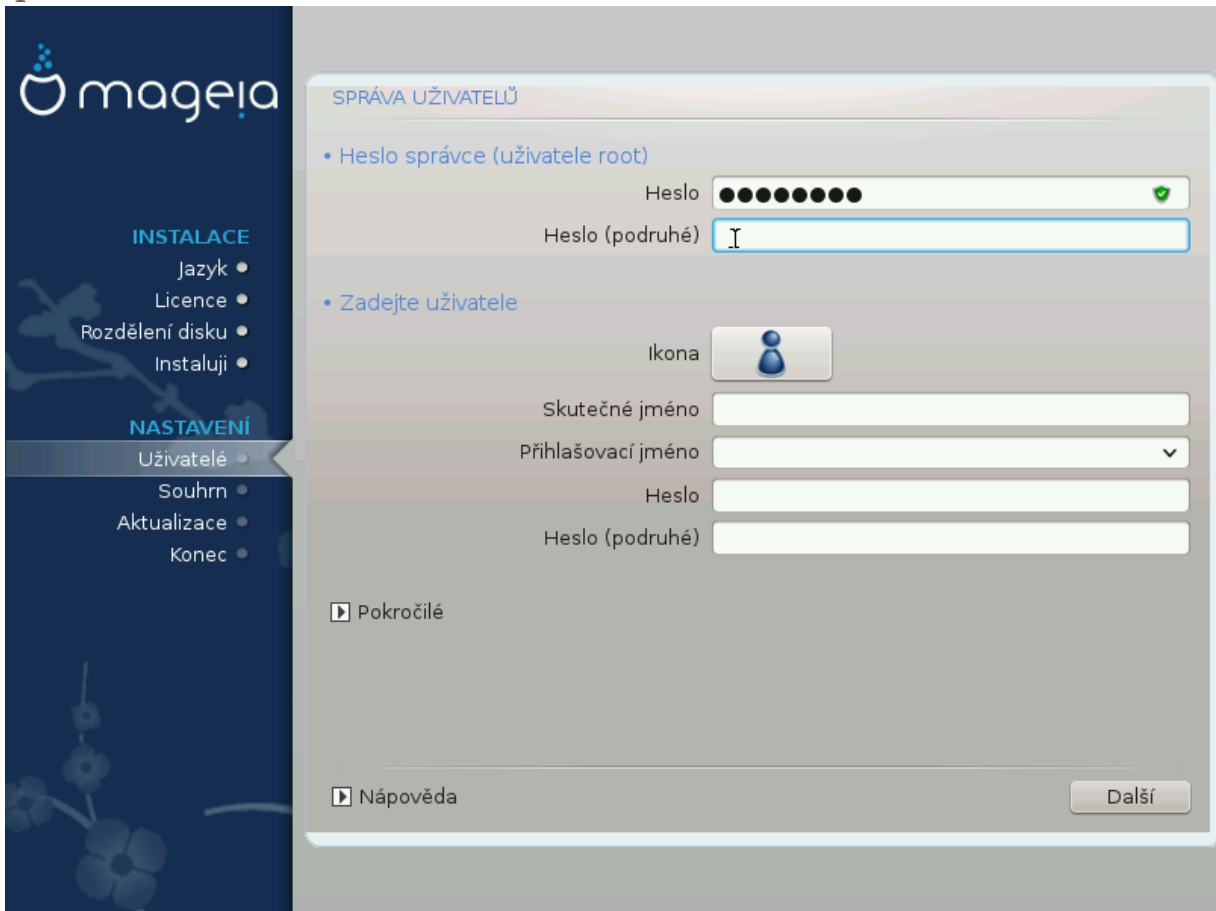 mageia
INSTALACE
Jazyk
Licence
Rozdělení disku
Instaluji
NASTAVENÍ
Uživatelé
Souhrn
Aktualizace
Konec
SPRÁVA UŽIVATELŮ
• Heslo správce (uživatele root)
Heslo ●●●●●●●●
Heslo (podruhé)
• Zadejte uživatele
Ikona
Skutečné jméno
Přihlašovací jméno
Heslo
Heslo (podruhé)
Pokročilé
Nápověda
Další